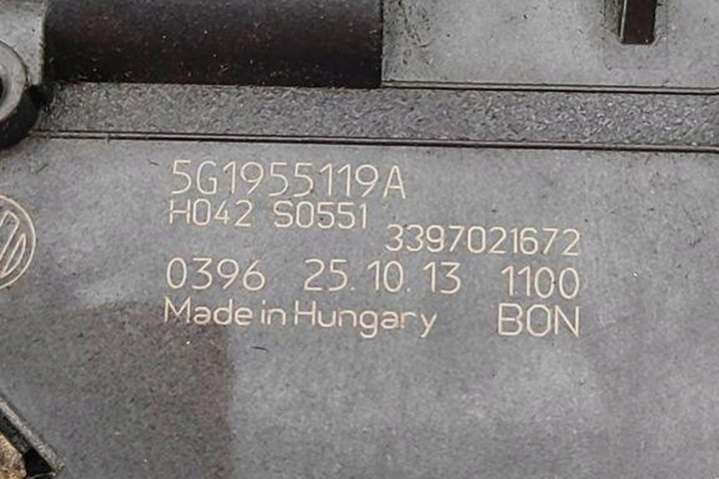 5G1955119A
H042 S0551
3397021672
0396 25.10.13 1100
Made in Hungary BON